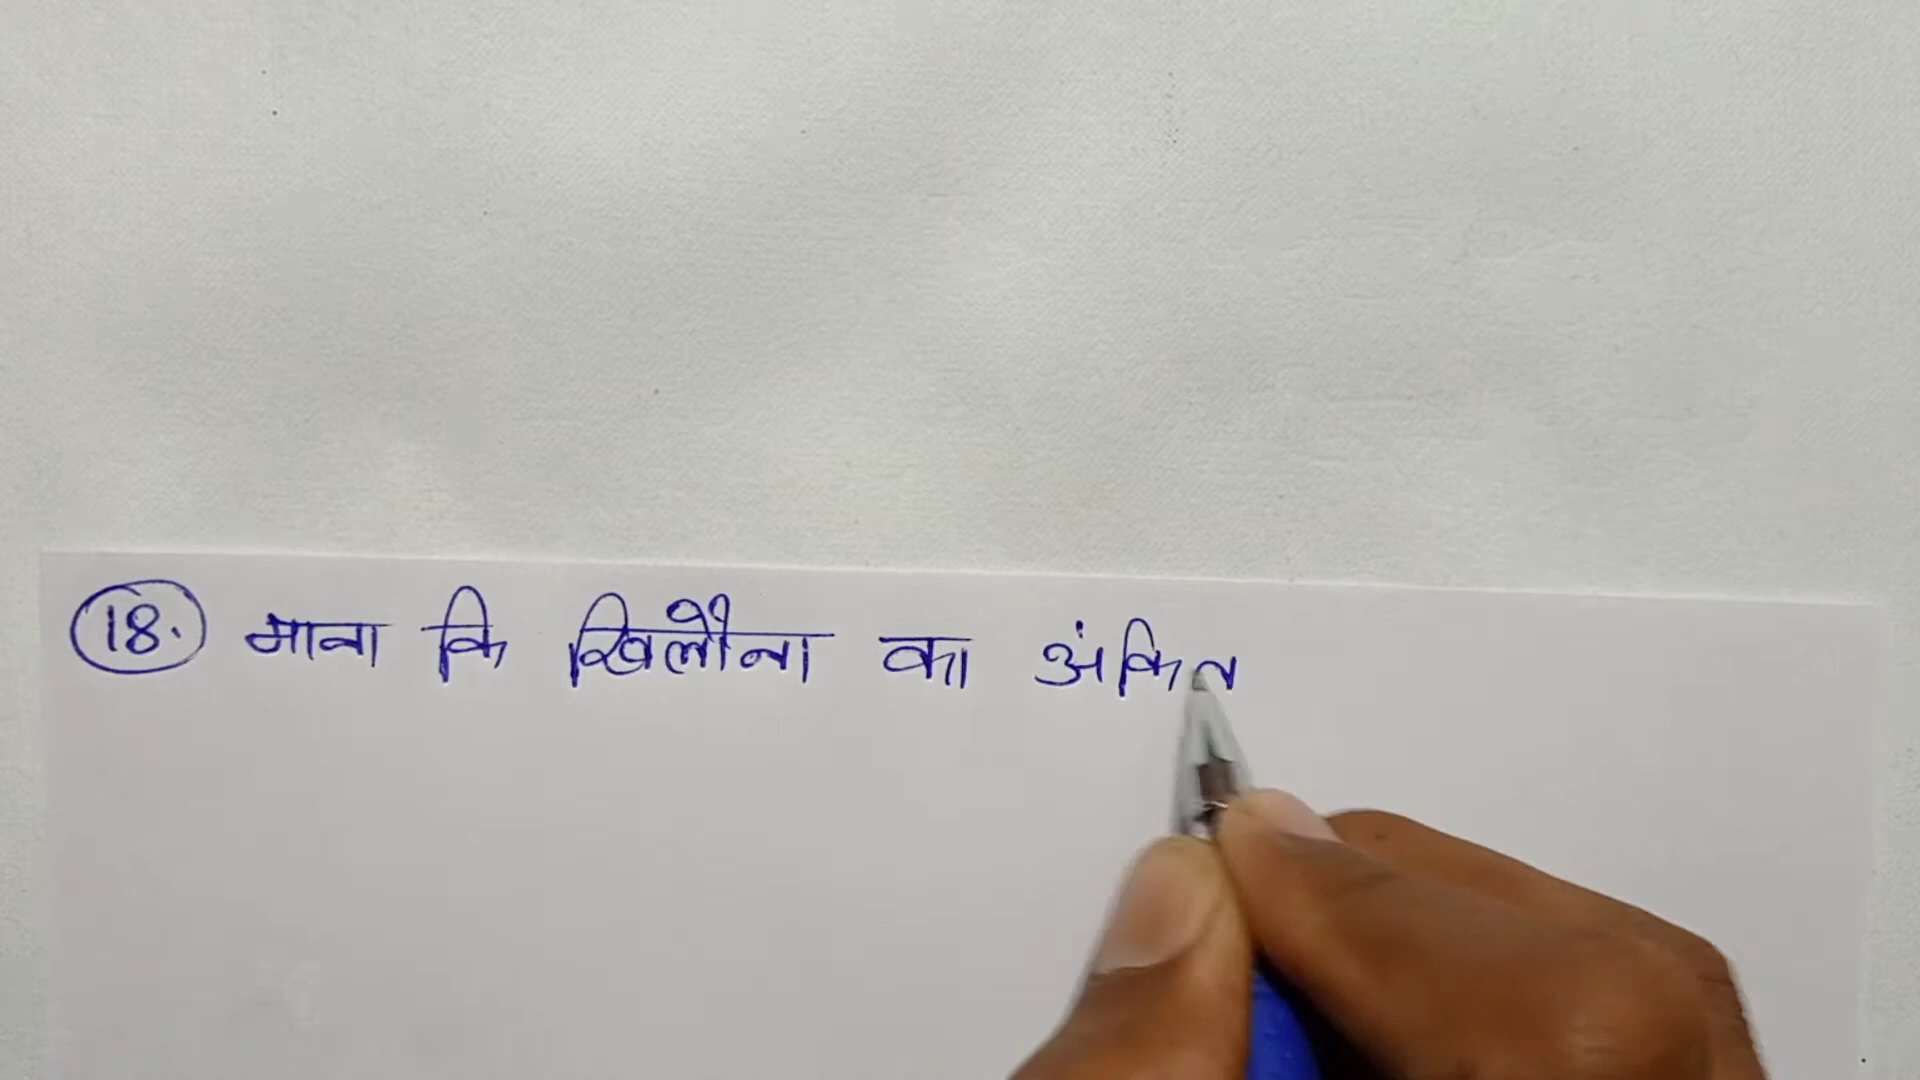 18. माना कि खिलौना का अंकित